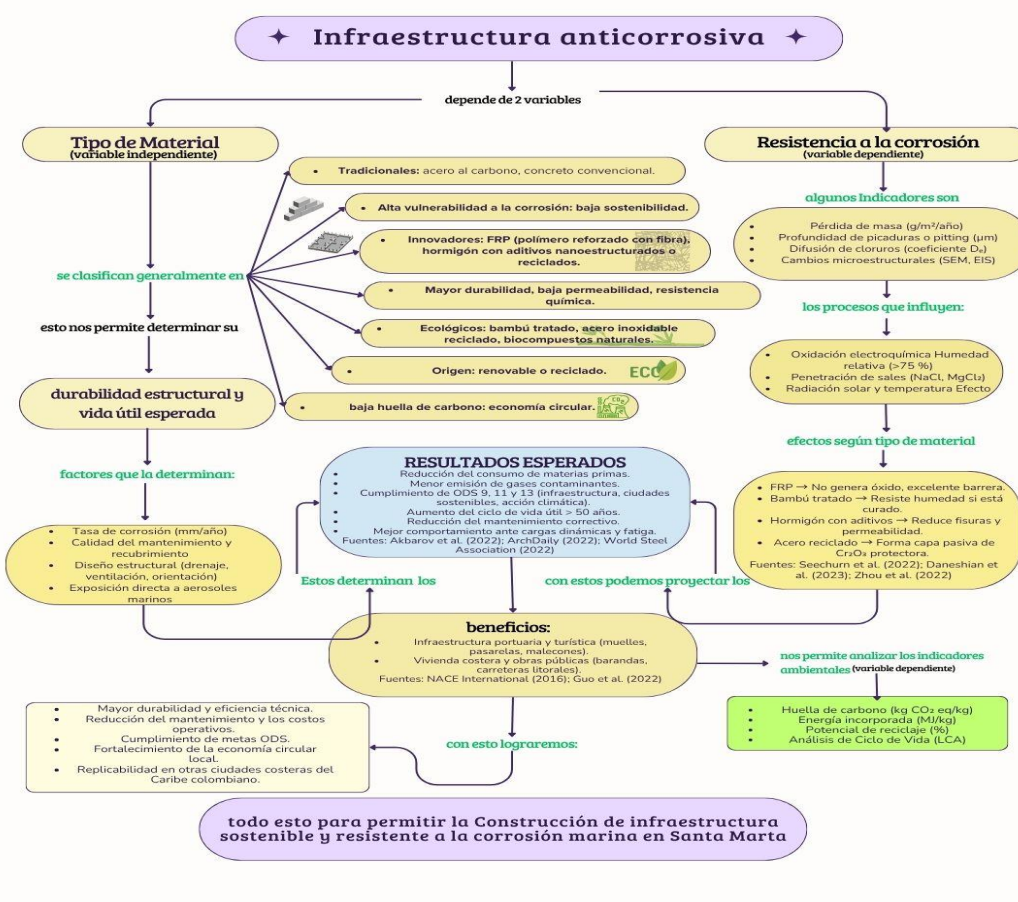 ✦ Infraestructura anticorrosiva ✦
depende de 2 variables
Tipo de Material
(variable independiente)
se clasifican generalmente en
• Tradicionales: acero al carbono, concreto convencional.
• Alta vulnerabilidad a la corrosión: baja sostenibilidad.
• Innovadores: FRP (polímero reforzado con fibra),
hormigón con aditivos nanoestructurados o
reciclados.
• Mayor durabilidad, baja permeabilidad, resistencia
química.
• Ecológicos: bambú tratado, acero inoxidable
reciclado, biocompuestos naturales.
• Origen: renovable o reciclado.
ECO
• baja huella de carbono: economía circular.
esto nos permite determinar su
durabilidad estructural y
vida útil esperada
factores que la determinan:
• Tasa de corrosión (mm/año)
• Calidad del mantenimiento y
recubrimiento
• Diseño estructural (drenaje,
ventilación, orientación)
• Exposición directa a aerosoles
marinos
Estos determinan los
Resistencia a la corrosión
(variable dependiente)
algunos Indicadores son
• Pérdida de masa (g/m²/año)
• Profundidad de picaduras o pitting (µm)
• Difusión de cloruros (coeficiente Dₑ)
• Cambios microestructurales (SEM, EIS)
los procesos que influyen:
• Oxidación electroquímica Humedad
relativa (>75 %)
• Penetración de sales (NaCl, MgCl₂)
• Radiación solar y temperatura Efecto
efectos según tipo de material
• FRP → No genera óxido, excelente barrera.
• Bambú tratado → Resiste humedad si está
curado.
• Hormigón con aditivos → Reduce fisuras y
permeabilidad.
• Acero reciclado → Forma capa pasiva de
Cr₂O₃ protectora.
Fuentes: Seechurn et al. (2022); Daneshian et
al. (2023); Zhou et al. (2022)
con estos podemos proyectar los
RESULTADOS ESPERADOS
• Reducción del consumo de materias primas.
• Menor emisión de gases contaminantes.
• Cumplimiento de ODS 9, 11 y 13 (infraestructura, ciudades
sostenibles, acción climática).
• Aumento del ciclo de vida útil > 50 años.
• Reducción del mantenimiento correctivo.
• Mejor comportamiento ante cargas dinámicas y fatiga.
Fuentes: Akbarov et al. (2022); ArchDaily (2022); World Steel
Association (2022)
beneficios:
• Infraestructura portuaria y turística (muelles,
pasarelas, malecones).
• Vivienda costera y obras públicas (barandas,
carreteras litorales).
Fuentes: NACE International (2016); Guo et al. (2022)
nos permite analizar los indicadores
ambientales (variable dependiente)
• Huella de carbono (kg CO₂ eq/kg)
• Energía incorporada (MJ/kg)
• Potencial de reciclaje (%)
• Análisis de Ciclo de Vida (LCA)
con esto lograremos:
• Mayor durabilidad y eficiencia técnica.
• Reducción del mantenimiento y los costos
operativos.
• Cumplimiento de metas ODS.
• Fortalecimiento de la economía circular
local.
• Replicabilidad en otras ciudades costeras del
Caribe colombiano.
todo esto para permitir la Construcción de infraestructura
sostenible y resistente a la corrosión marina en Santa Marta